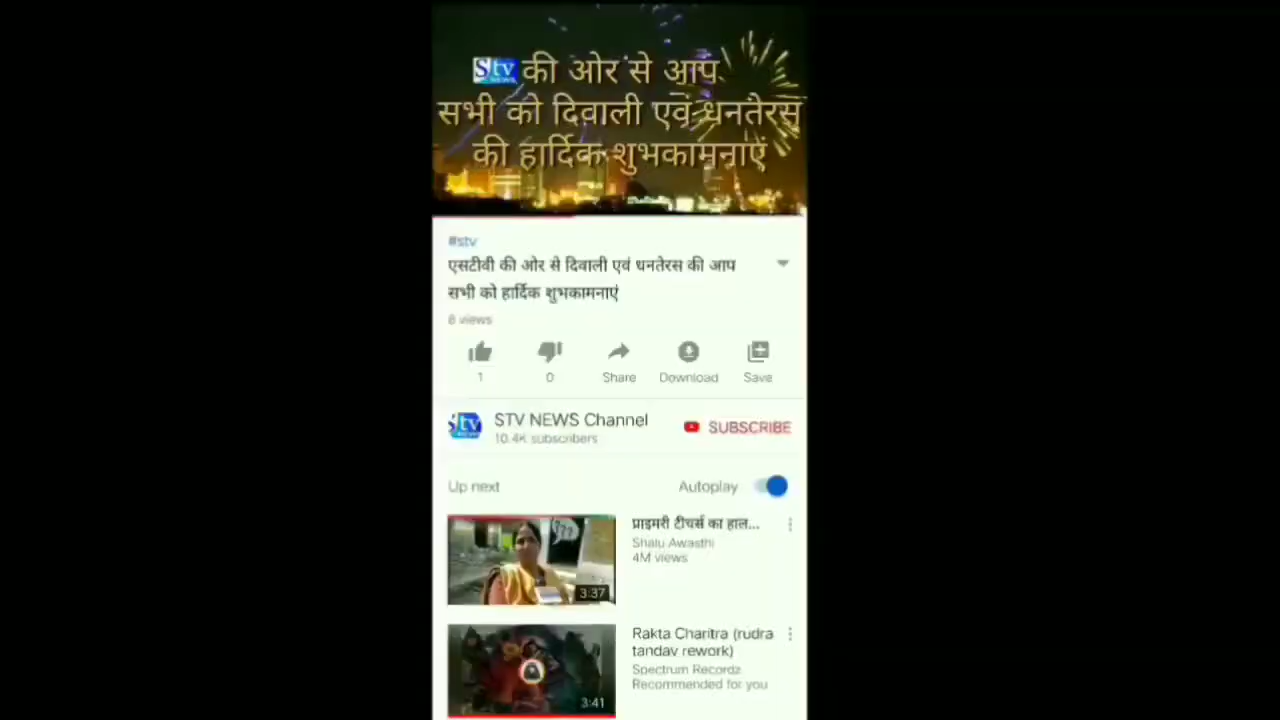 Stv NEWS की ओर से आप
सभी को दिवाली एवं धनतेरस
की हार्दिक शुभकामनाएं
#stv
एसटीवी की ओर से दिवाली एवं धनतेरस की आप
सभी को हार्दिक शुभकामनाएं
8 views
1
0
Share
Download
Save
Stv
STV NEWS Channel
10.4K subscribers
SUBSCRIBE
Up next
Autoplay
???
3:37
प्राइमरी टीचर्स का हाल...
Shalu Awasthi
4M views
3:41
Rakta Charitra (rudra
tandav rework)
Spectrum Recordz
Recommended for you